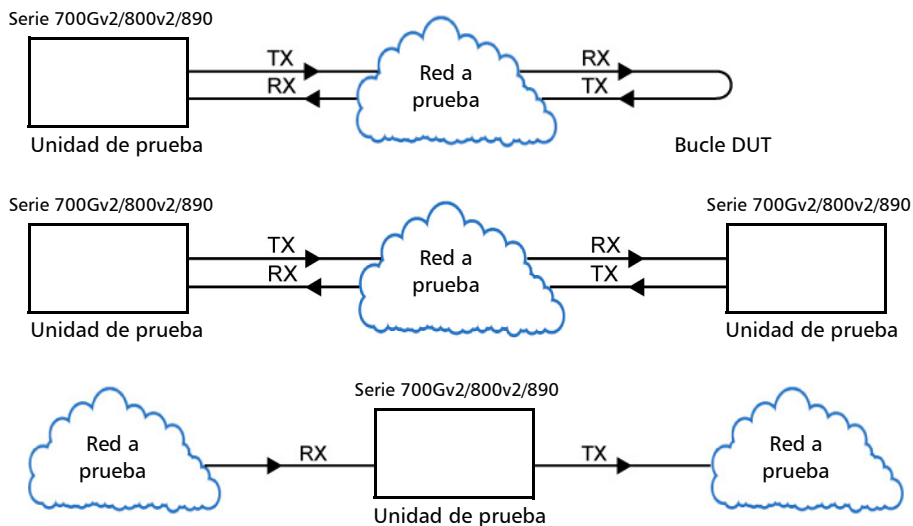 Serie 700Gv2/800v2/890
TX
RX
Red a
prueba
RX
TX
Unidad de prueba
Bucle DUT
Serie 700Gv2/800v2/890
Serie 700Gv2/800v2/890
TX
RX
Red a
prueba
RX
TX
Unidad de prueba
Unidad de prueba
Serie 700Gv2/800v2/890
Red a
prueba
RX
TX
Red a
prueba
Unidad de prueba